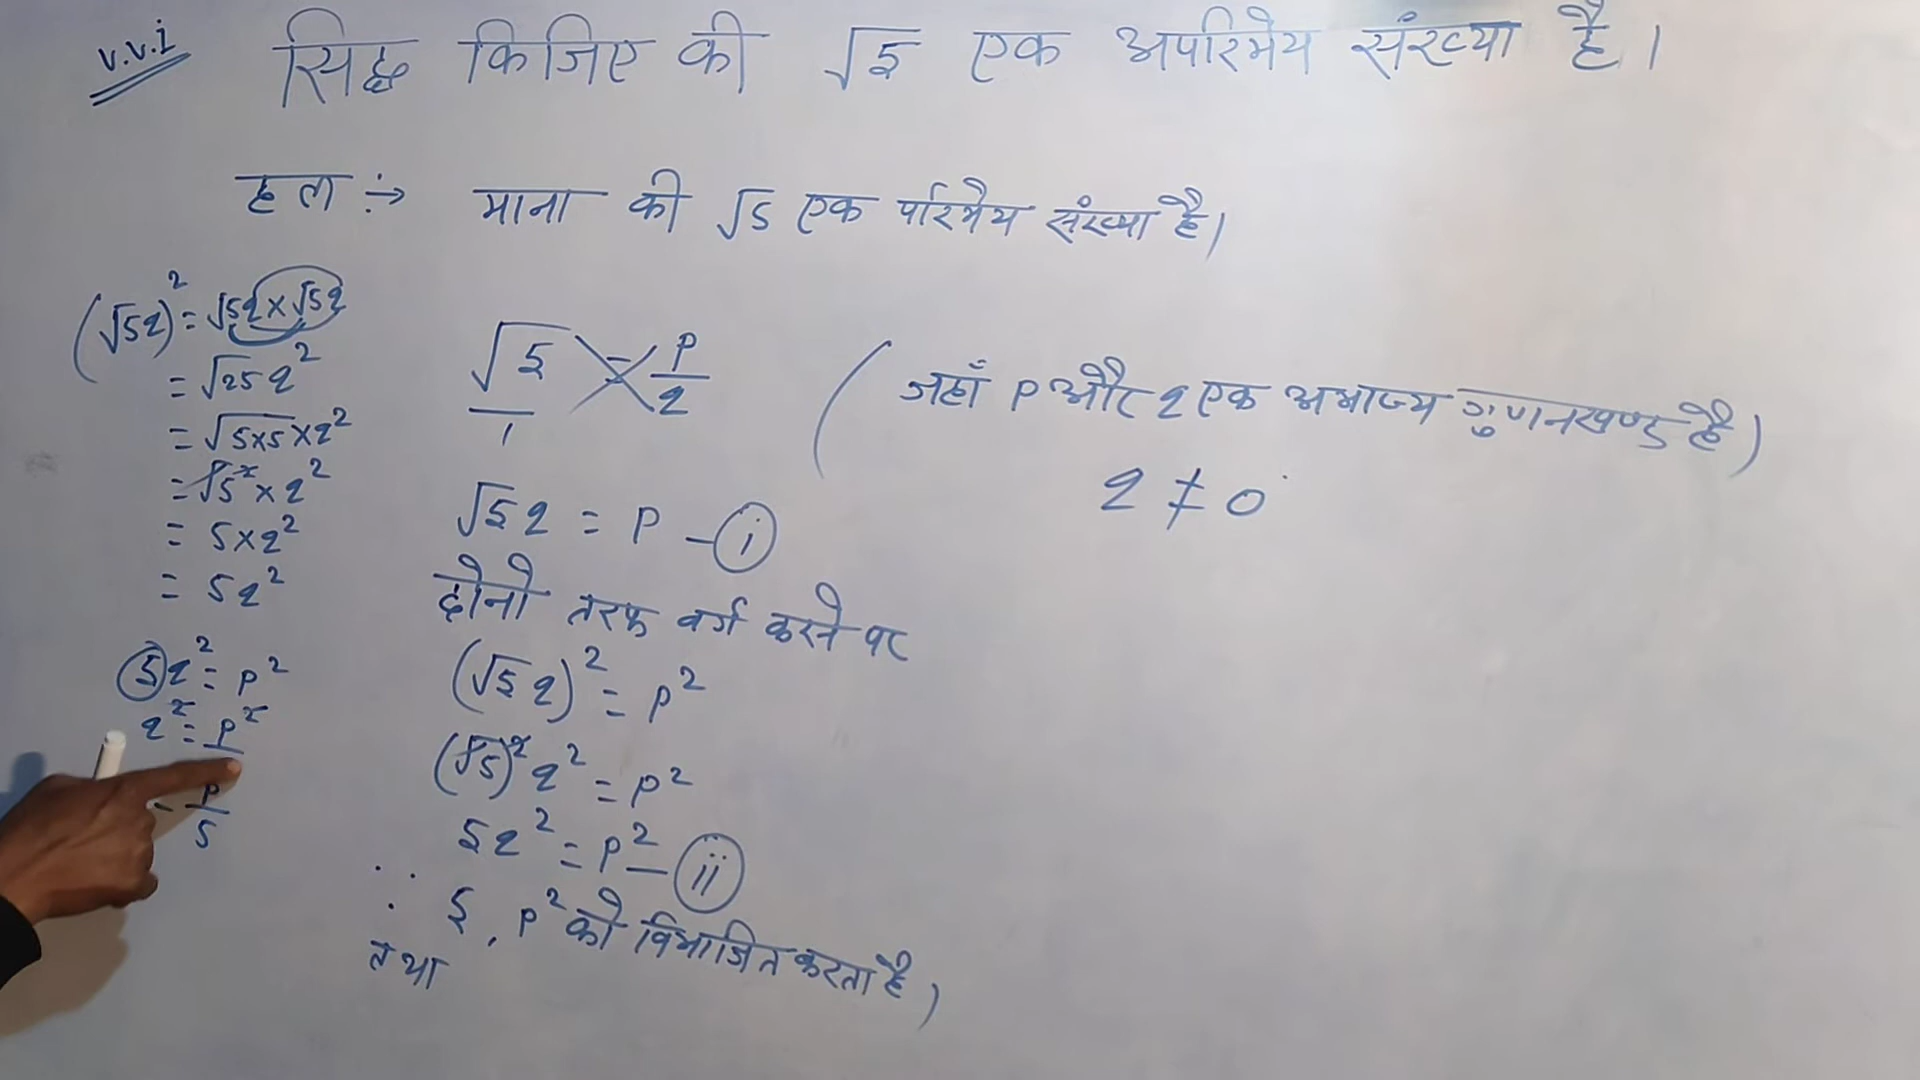 v.v.i सिद्ध किजिए की √5 एक अपरिमेय संख्या है।
हल :→ माना की √5 एक परिमेय संख्या है।
(√5q)² = √5q × √5q
= √25 q²
= √5×5 × q²
= √5² × q²
= 5×q²
= 5q²
5q² = p²
q² = p²
= p/5
√5/1 = p/q (जहाँ p और q एक अभाज्य गुणनखण्ड है)
q ≠ 0
√5q = p – (i)
दोनो तरफ वर्ग करने पर
(√5q)² = p²
(√5)² q² = p²
5q² = p² – (ii)
∴ 5, p² को विभाजित करता है,
तथा